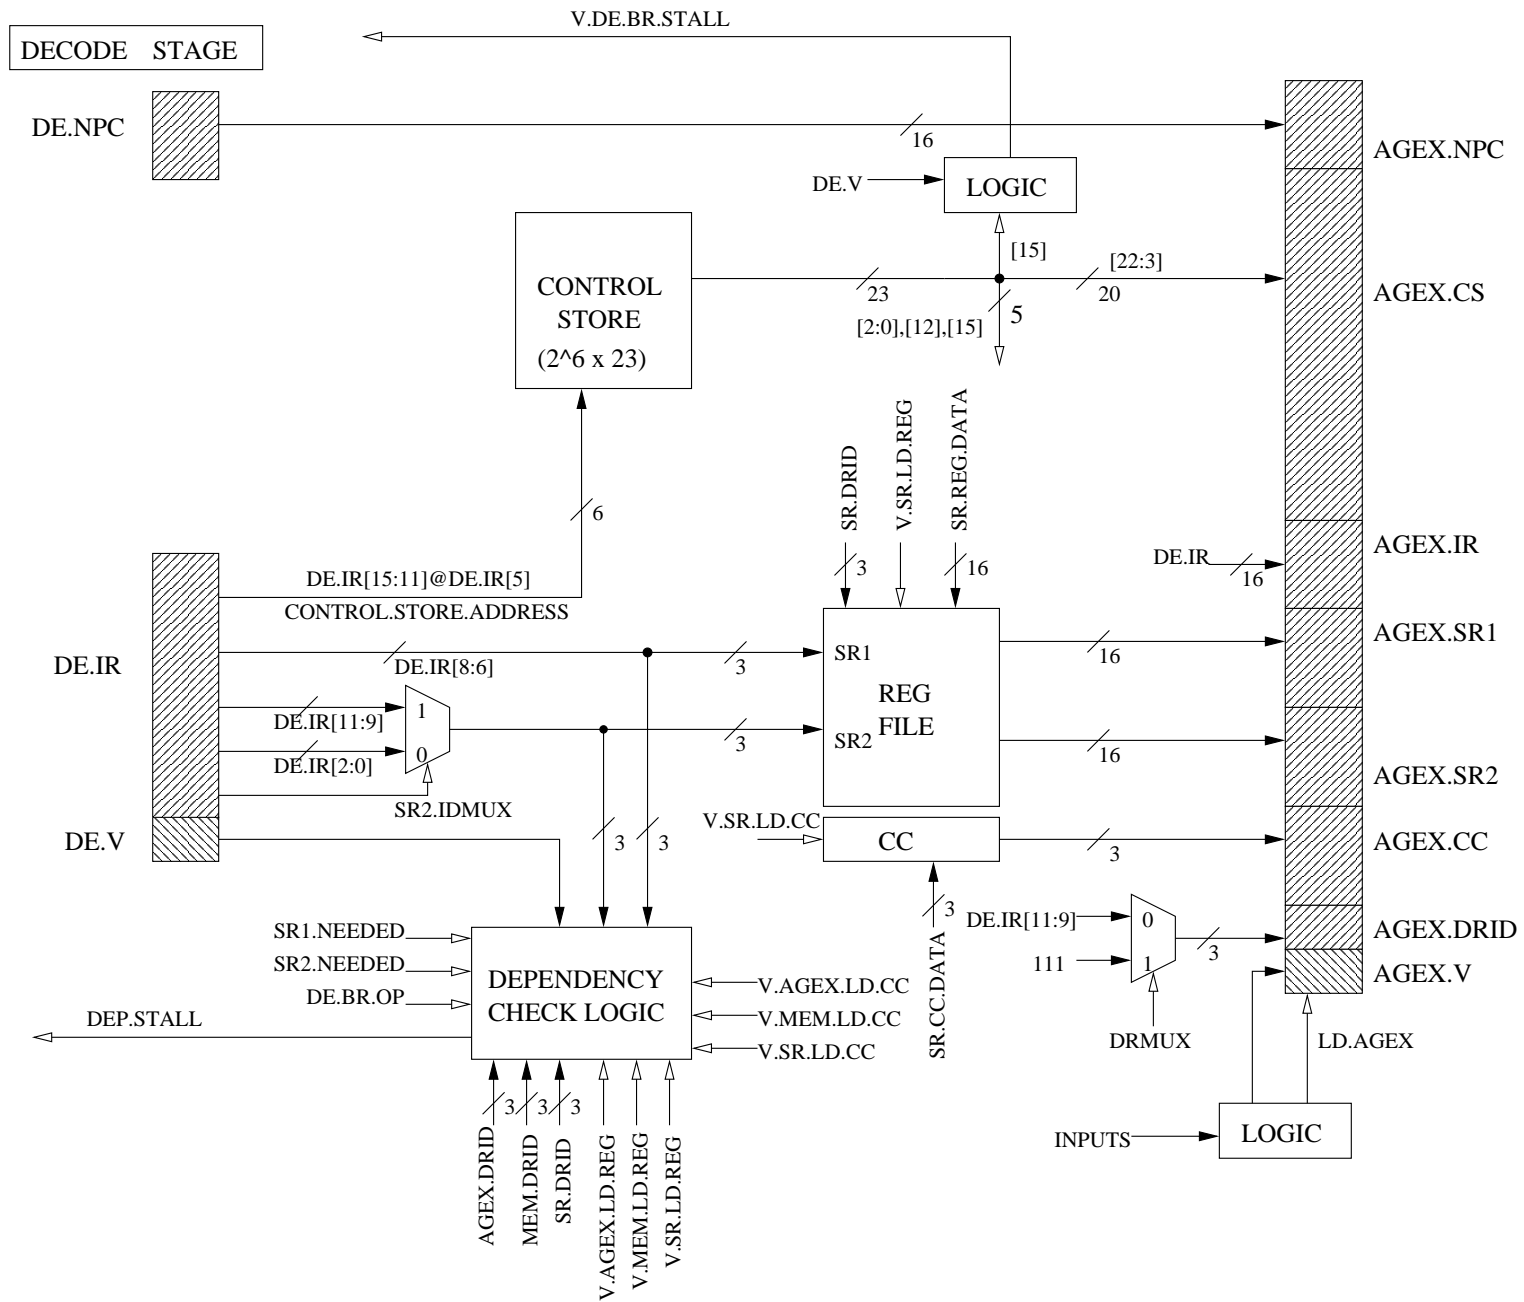 V.DE.BR.STALL
DECODE STAGE
DE.NPC
16
AGEX.NPC
DE.V
LOGIC
[15]
[22:3]
CONTROL
STORE
(2^6 x 23)
23
20
AGEX.CS
[2:0],[12],[15]
5
SR.DRID
V.SR.LD.REG
SR.REG.DATA
6
3
16
DE.IR
16
AGEX.IR
DE.IR[15:11]@DE.IR[5]
CONTROL.STORE.ADDRESS
DE.IR
DE.IR[8:6]
3
SR1
REG
FILE
16
AGEX.SR1
DE.IR[11:9]
1
DE.IR[2:0]
0
3
SR2
16
AGEX.SR2
SR2.IDMUX
DE.V
3
3
V.SR.LD.CC
CC
3
AGEX.CC
3
SR.CC.DATA
DE.IR[11:9]
0
111
1
3
AGEX.DRID
AGEX.V
DRMUX
LD.AGEX
SR1.NEEDED
SR2.NEEDED
DE.BR.OP
DEPENDENCY
CHECK LOGIC
V.AGEX.LD.CC
V.MEM.LD.CC
V.SR.LD.CC
DEP.STALL
3
3
3
AGEX.DRID
MEM.DRID
SR.DRID
V.AGEX.LD.REG
V.MEM.LD.REG
V.SR.LD.REG
INPUTS
LOGIC